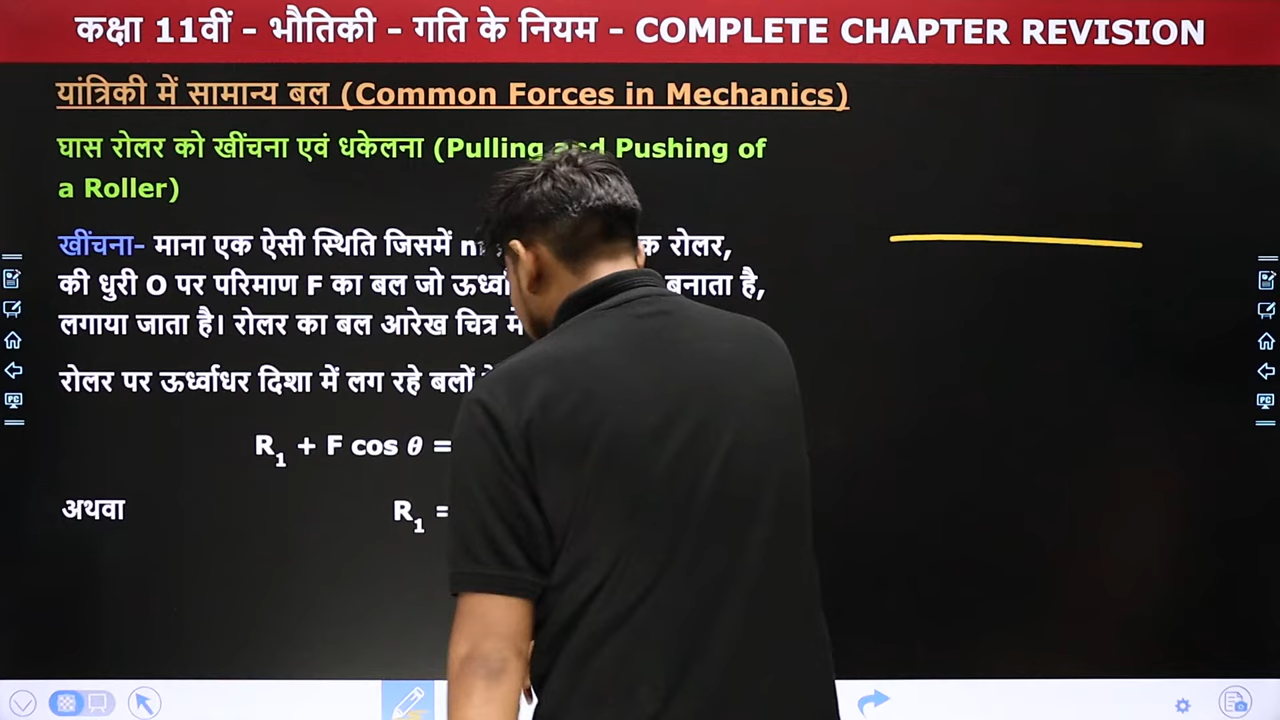 कक्षा 11वीं - भौतिकी - गति के नियम - COMPLETE CHAPTER REVISION
यांत्रिकी में सामान्य बल (Common Forces in Mechanics)
घास रोलर को खींचना एवं धकेलना (Pulling and Pushing of
a Roller)
खींचना- माना एक ऐसी स्थिति जिसमें रोलर,
की धुरी O पर परिमाण F का बल जो बनाता है,
लगाया जाता है। रोलर का बल आरेख चित्र में
रोलर पर ऊर्ध्वाधर दिशा में लग रहे बलों
R₁ + F cos θ =
अथवा R₁ =